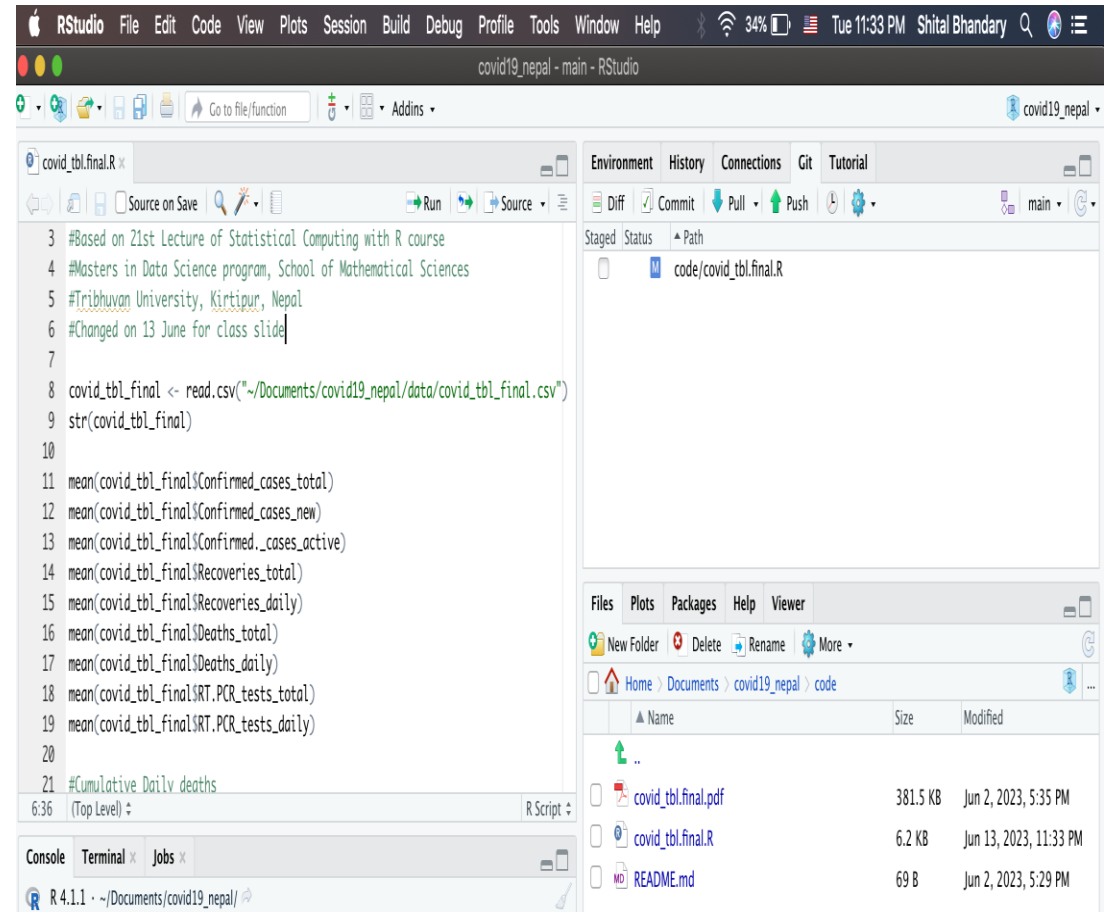 RStudio File Edit Code View Plots Session Build Debug Profile Tools Window Help 34% Tue 11:33 PM Shital Bhandary
covid19_nepal - main - RStudio
Go to file/function Addins covid19_nepal
covid_tbl.final.R
Source on Save Run Source
3 #Based on 21st Lecture of Statistical Computing with R course
4 #Masters in Data Science program, School of Mathematical Sciences
5 #Tribhuvan University, Kirtipur, Nepal
6 #Changed on 13 June for class slide
7
8 covid_tbl_final <- read.csv("~/Documents/covid19_nepal/data/covid_tbl_final.csv")
9 str(covid_tbl_final)
10
11 mean(covid_tbl_final$Confirmed_cases_total)
12 mean(covid_tbl_final$Confirmed_cases_new)
13 mean(covid_tbl_final$Confirmed._cases_active)
14 mean(covid_tbl_final$Recoveries_total)
15 mean(covid_tbl_final$Recoveries_daily)
16 mean(covid_tbl_final$Deaths_total)
17 mean(covid_tbl_final$Deaths_daily)
18 mean(covid_tbl_final$RT.PCR_tests_total)
19 mean(covid_tbl_final$RT.PCR_tests_daily)
20
21 #Cumulative Daily deaths
6:36 (Top Level) R Script
Console Terminal Jobs
R 4.1.1 · ~/Documents/covid19_nepal/
Environment History Connections Git Tutorial
Diff Commit Pull Push main
Staged Status Path
M code/covid_tbl.final.R
Files Plots Packages Help Viewer
New Folder Delete Rename More
Home Documents covid19_nepal code ...
Name Size Modified
..
covid_tbl.final.pdf 381.5 KB Jun 2, 2023, 5:35 PM
covid_tbl.final.R 6.2 KB Jun 13, 2023, 11:33 PM
MD README.md 69 B Jun 2, 2023, 5:29 PM